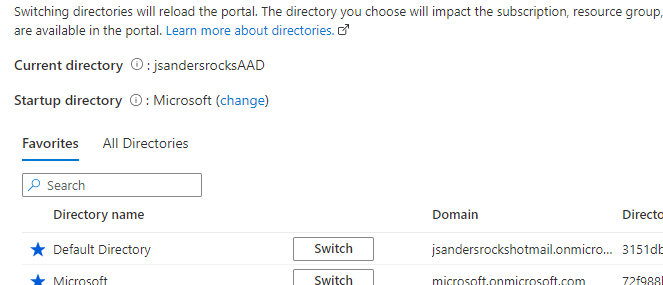 Switching directories will reload the portal. The directory you choose will impact the subscription, resource group,
are available in the portal. Learn more about directories.
Current directory : jsandersrocksAAD
Startup directory : Microsoft (change)
Favorites All Directories
Search
Directory name Domain Directo
Default Directory Switch jsandersrockshotmail.onmicro... 3151db
Microsoft Switch microsoft.onmicrosoft.com 72f988